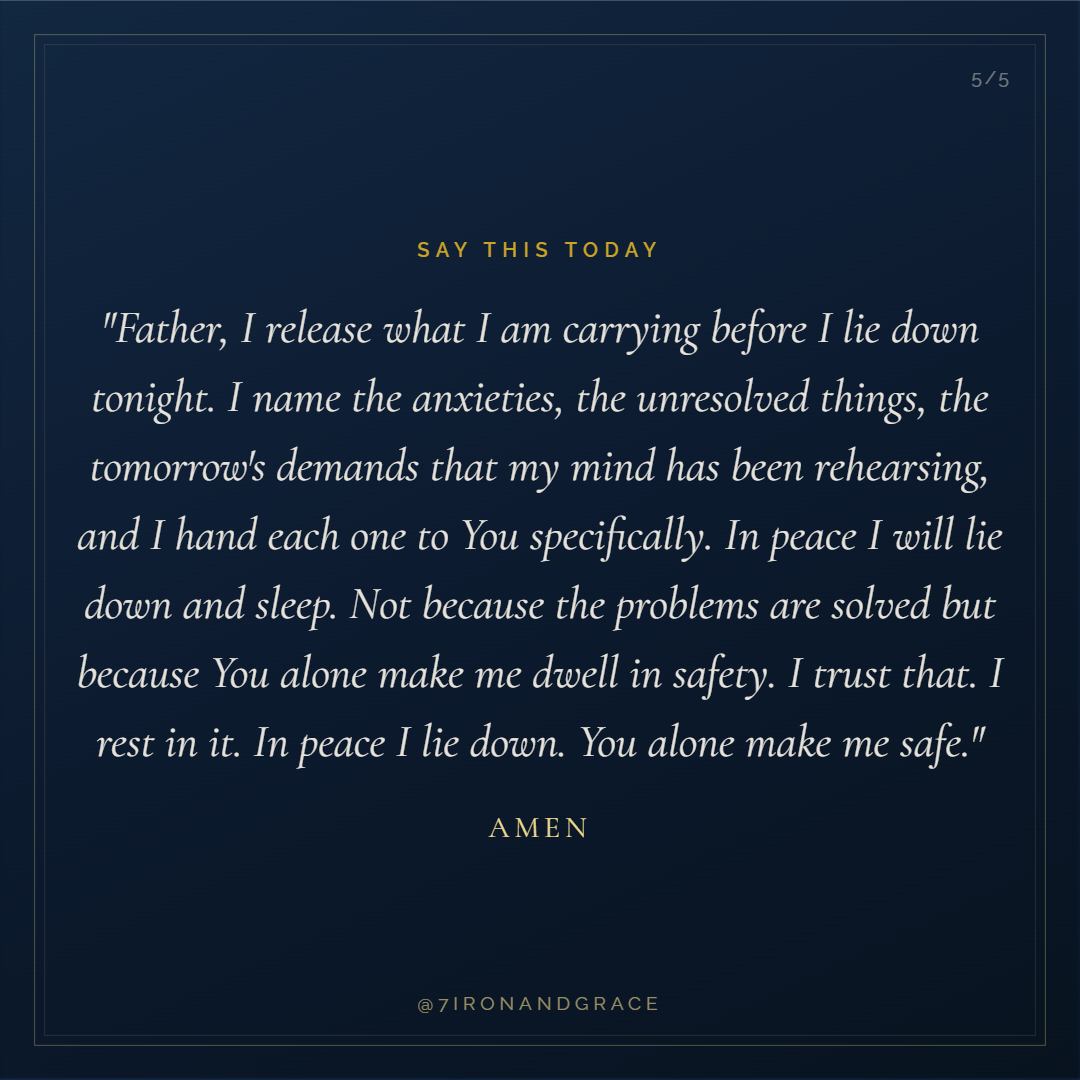 5/5
SAY THIS TODAY
"Father, I release what I am carrying before I lie down
tonight. I name the anxieties, the unresolved things, the
tomorrow's demands that my mind has been rehearsing,
and I hand each one to You specifically. In peace I will lie
down and sleep. Not because the problems are solved but
because You alone make me dwell in safety. I trust that. I
rest in it. In peace I lie down. You alone make me safe."
AMEN
@7IRONANDGRACE